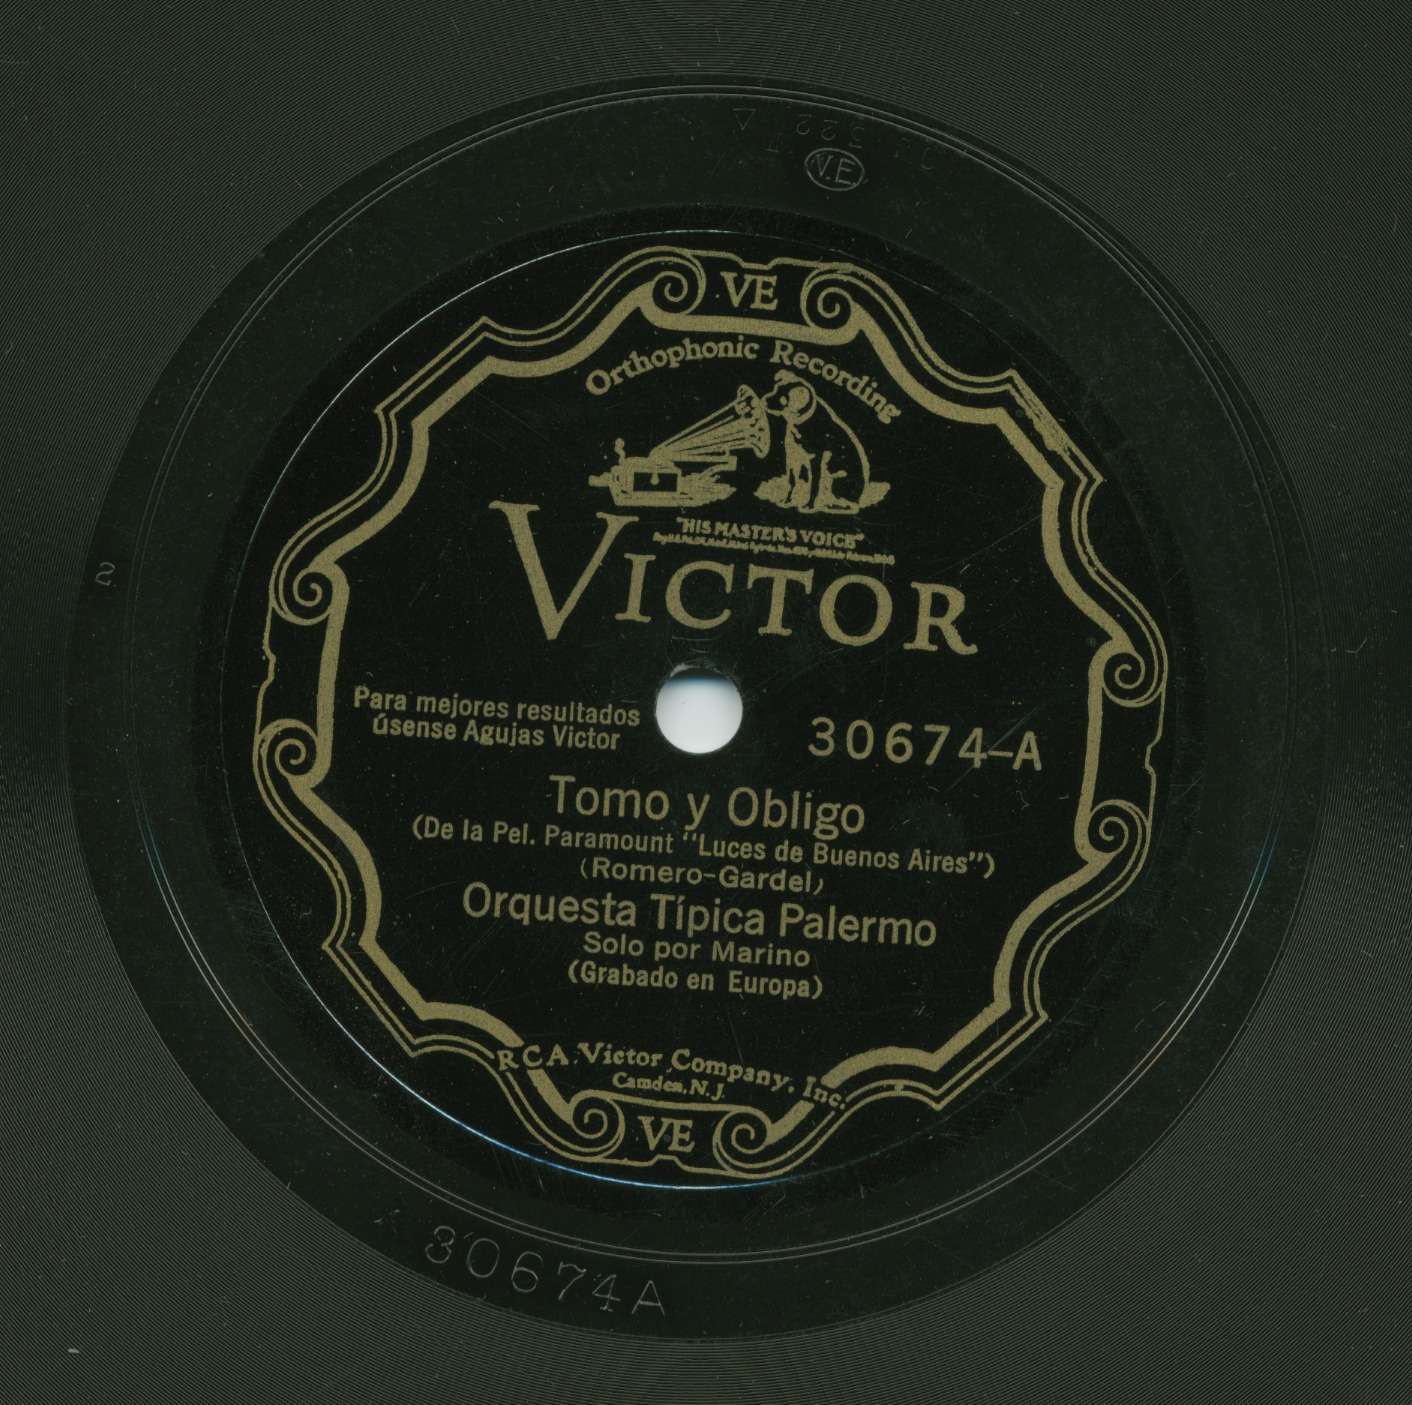 V.E
VE
Orthophonic Recording
"HIS MASTER'S VOICE"
VICTOR
Para mejores resultados
úsense Agujas Victor
30674-A
Tomo y Obligo
(De la Pel. Paramount "Luces de Buenos Aires")
(Romero-Gardel)
Orquesta Típica Palermo
Solo por Marino
(Grabado en Europa)
RCA Victor Company, Inc.
Camden, N.J.
VE
30674A
2